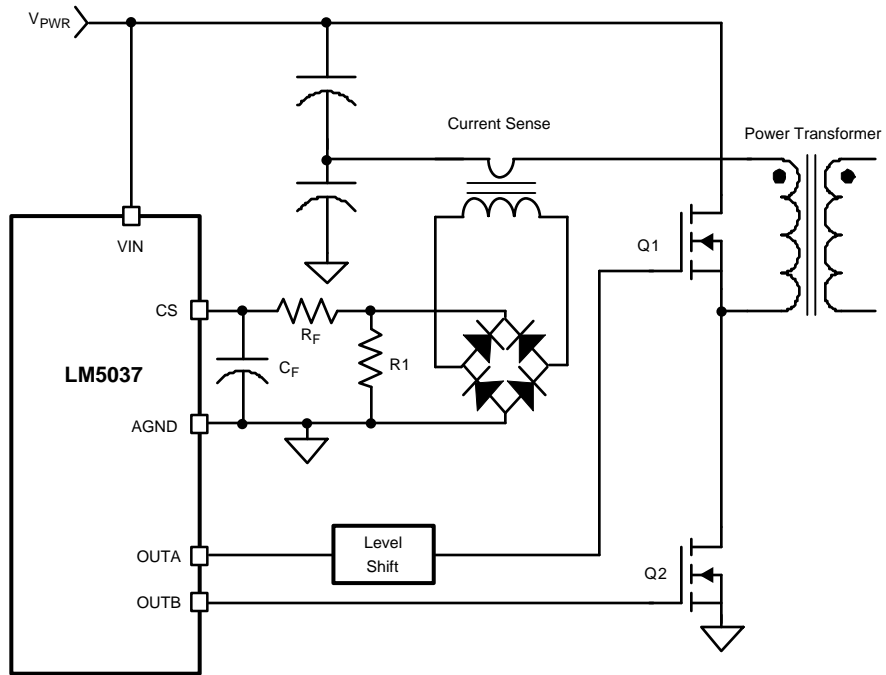 VPWR
Current Sense
Power Transformer
VIN
Q1
CS
RF
R1
CF
LM5037
AGND
Level
Shift
OUTA
Q2
OUTB